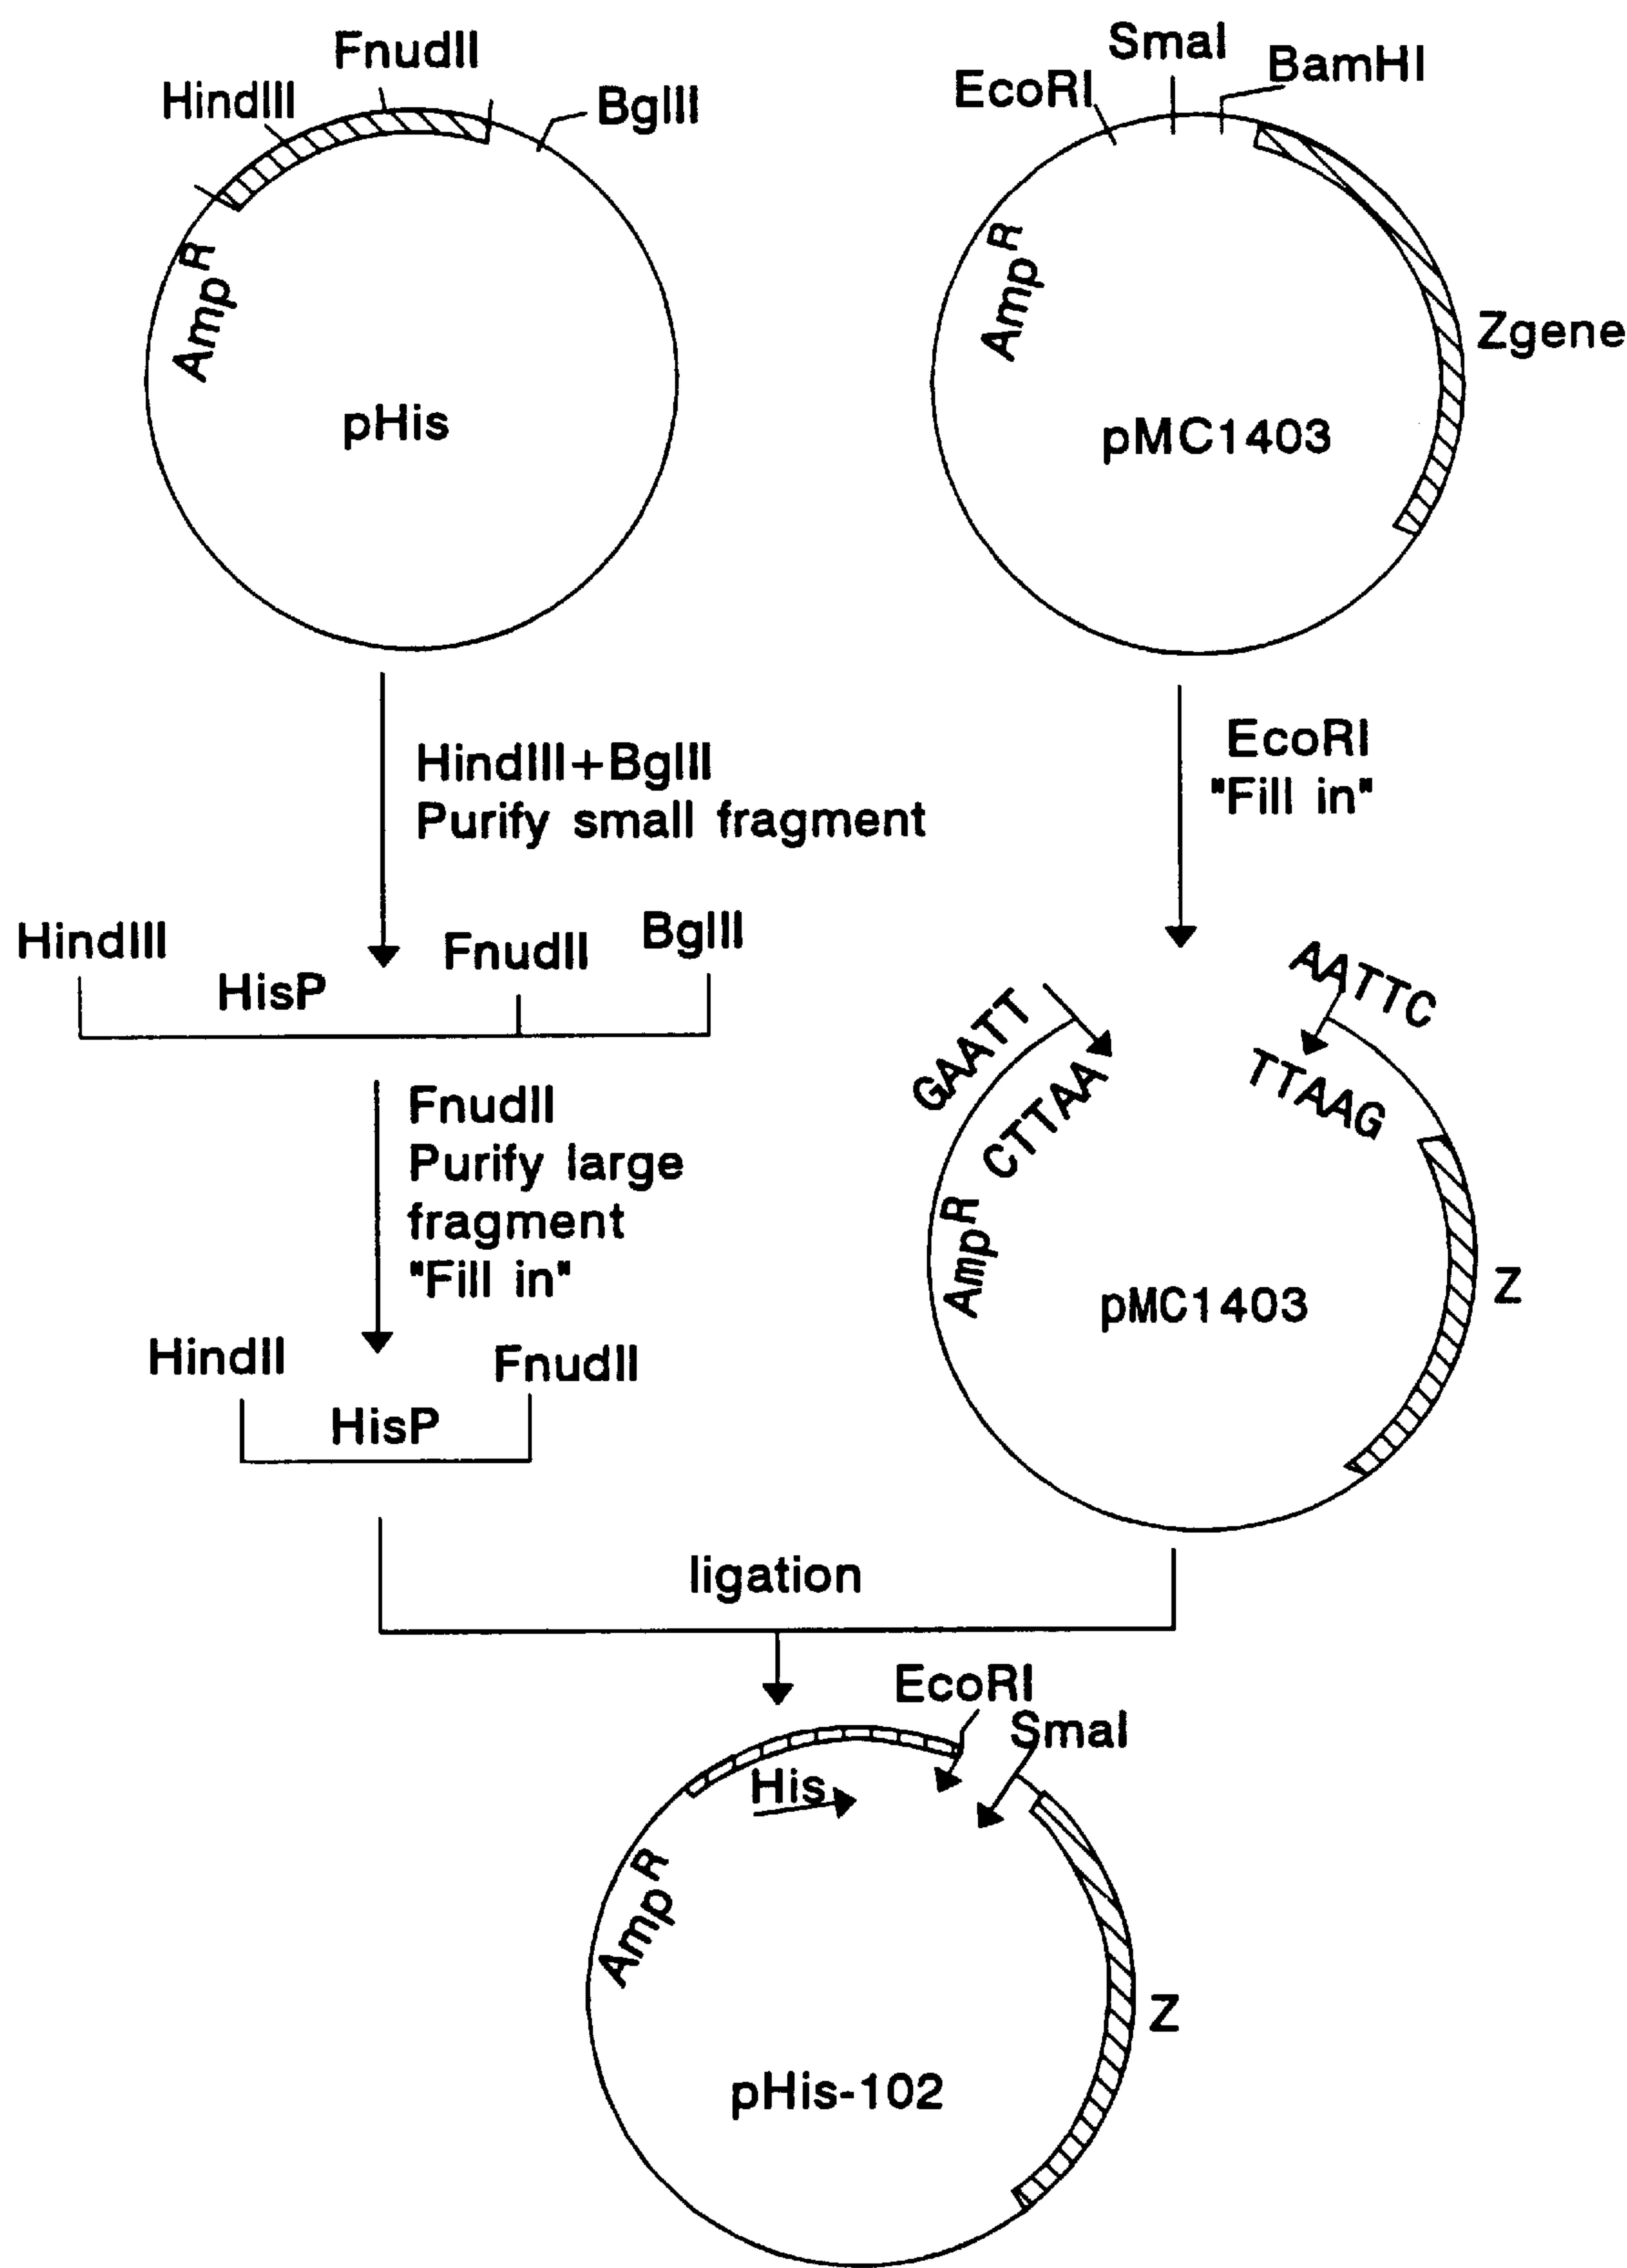 FnudII
HindIII
BglII
Amp^R
pHis
SmaI
EcoRI
BamHI
Amp^R
Zgene
pMC1403
HindIII+BglII
Purify small fragment
EcoRI
"Fill in"
HindIII
HisP
FnudII
BglII
FnudII
Purify large
fragment
"Fill in"
HindII
FnudII
HisP
GAATT
CTTAA
AATTC
TTAAG
Amp^R
pMC1403
Z
ligation
EcoRI
SmaI
His
Amp^R
Z
pHis-102